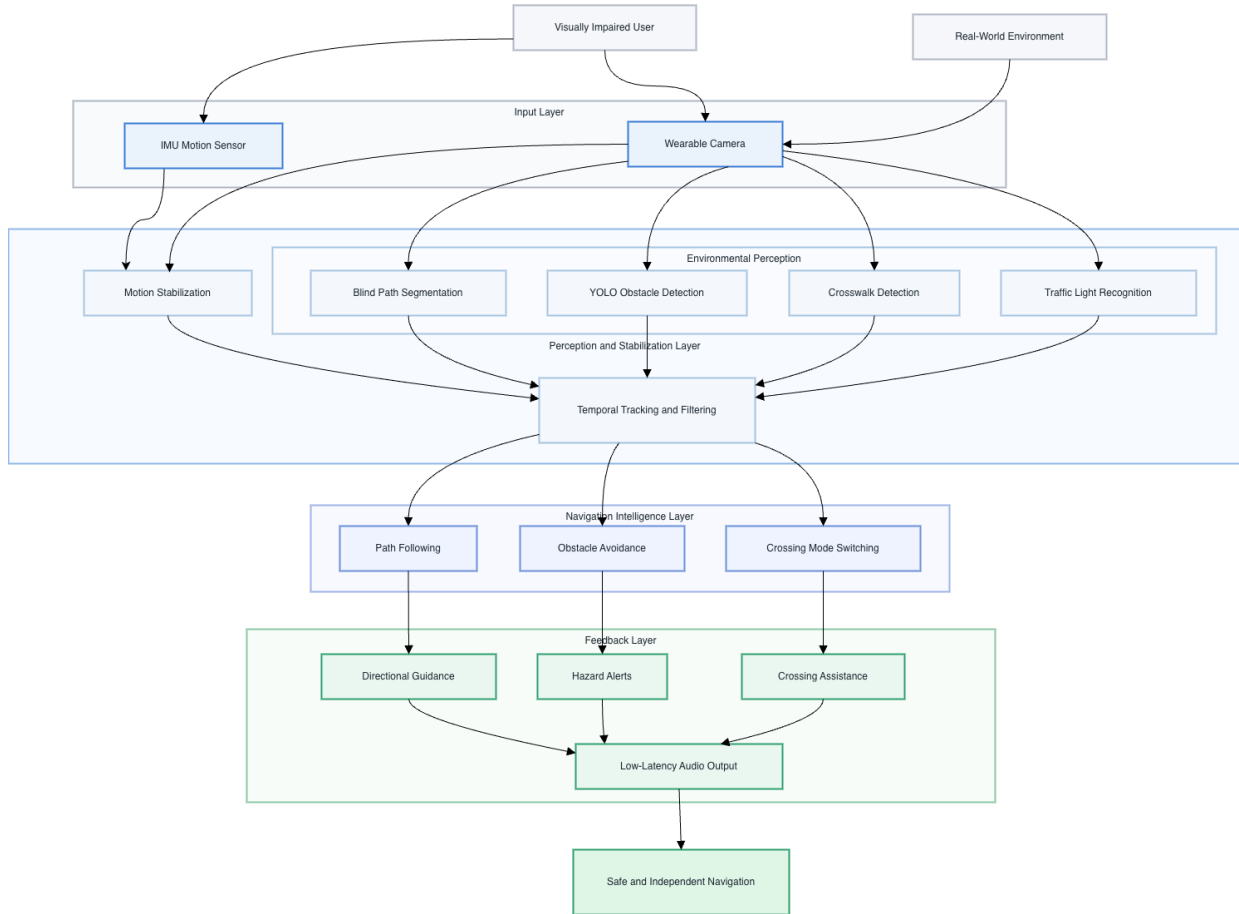 Visually Impaired User
Real-World Environment
Input Layer
IMU Motion Sensor
Wearable Camera
Environmental Perception
Motion Stabilization
Blind Path Segmentation
YOLO Obstacle Detection
Crosswalk Detection
Traffic Light Recognition
Perception and Stabilization Layer
Temporal Tracking and Filtering
Navigation Intelligence Layer
Path Following
Obstacle Avoidance
Crossing Mode Switching
Feedback Layer
Directional Guidance
Hazard Alerts
Crossing Assistance
Low-Latency Audio Output
Safe and Independent Navigation